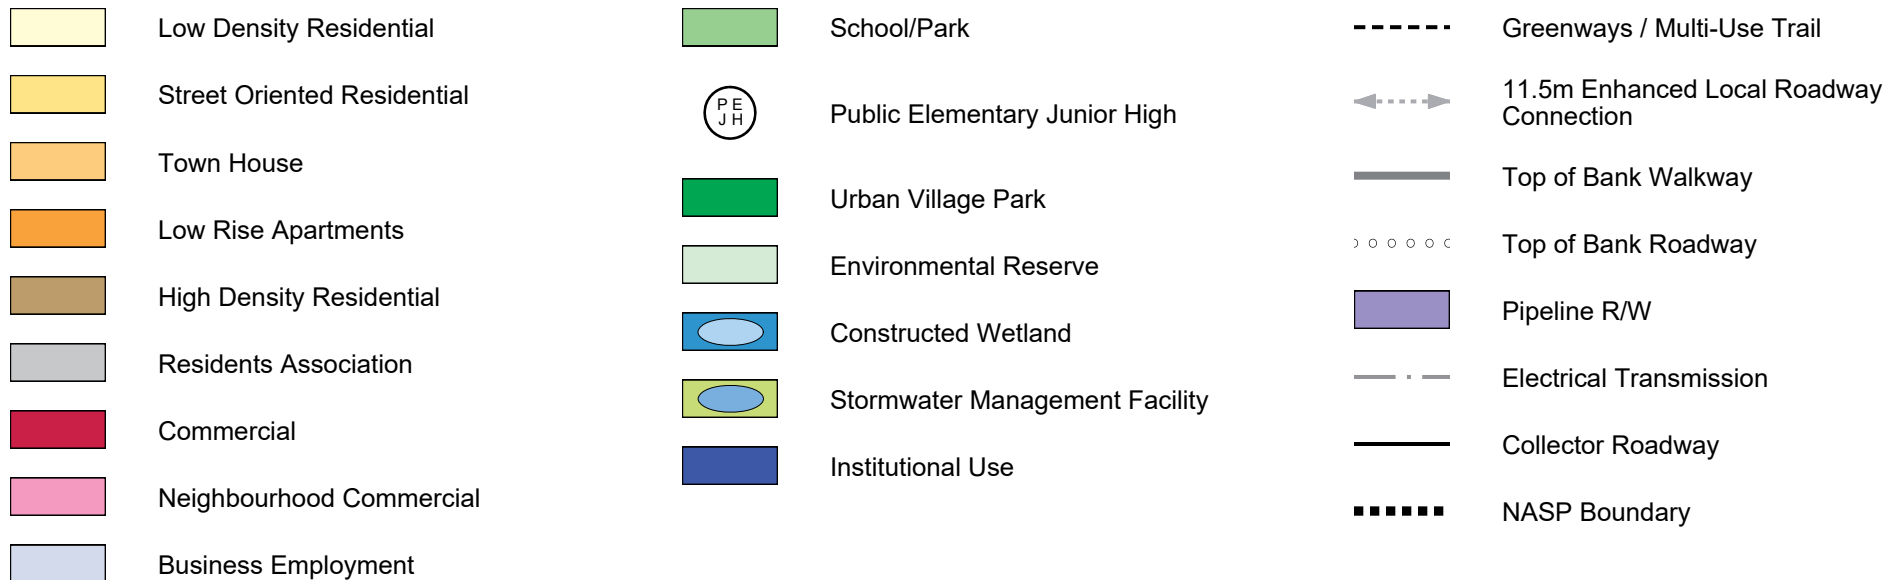 Low Density Residential
Street Oriented Residential
Town House
Low Rise Apartments
High Density Residential
Residents Association
Commercial
Neighbourhood Commercial
Business Employment
School/Park
P E
J H
Public Elementary Junior High
Urban Village Park
Environmental Reserve
Constructed Wetland
Stormwater Management Facility
Institutional Use
Greenways / Multi-Use Trail
11.5m Enhanced Local Roadway
Connection
Top of Bank Walkway
Top of Bank Roadway
Pipeline R/W
Electrical Transmission
Collector Roadway
NASP Boundary